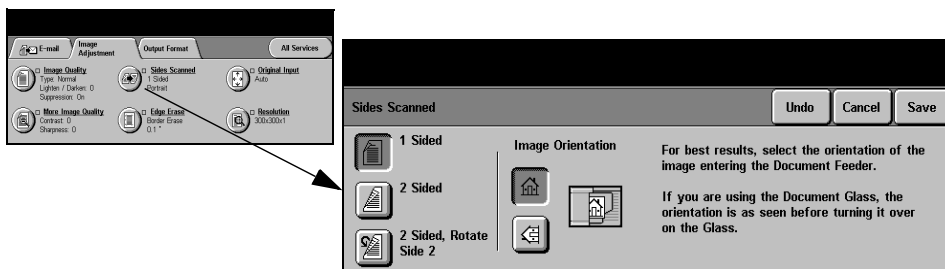 E-mail
Image Adjustment
Output Format
All Services
Image Quality
Type: Normal
Lighten / Darken: 0
Suppression: On
Sides Scanned
1 Sided
Portrait
Original Input
Auto
More Image Quality
Contrast: 0
Sharpness: 0
Edge Erase
Border Erase
0.1 "
Resolution
300x300x1
Sides Scanned
Undo
Cancel
Save
1 Sided
2 Sided
2 Sided, Rotate
Side 2
Image Orientation
For best results, select the orientation of the
image entering the Document Feeder.
If you are using the Document Glass, the
orientation is as seen before turning it over
on the Glass.